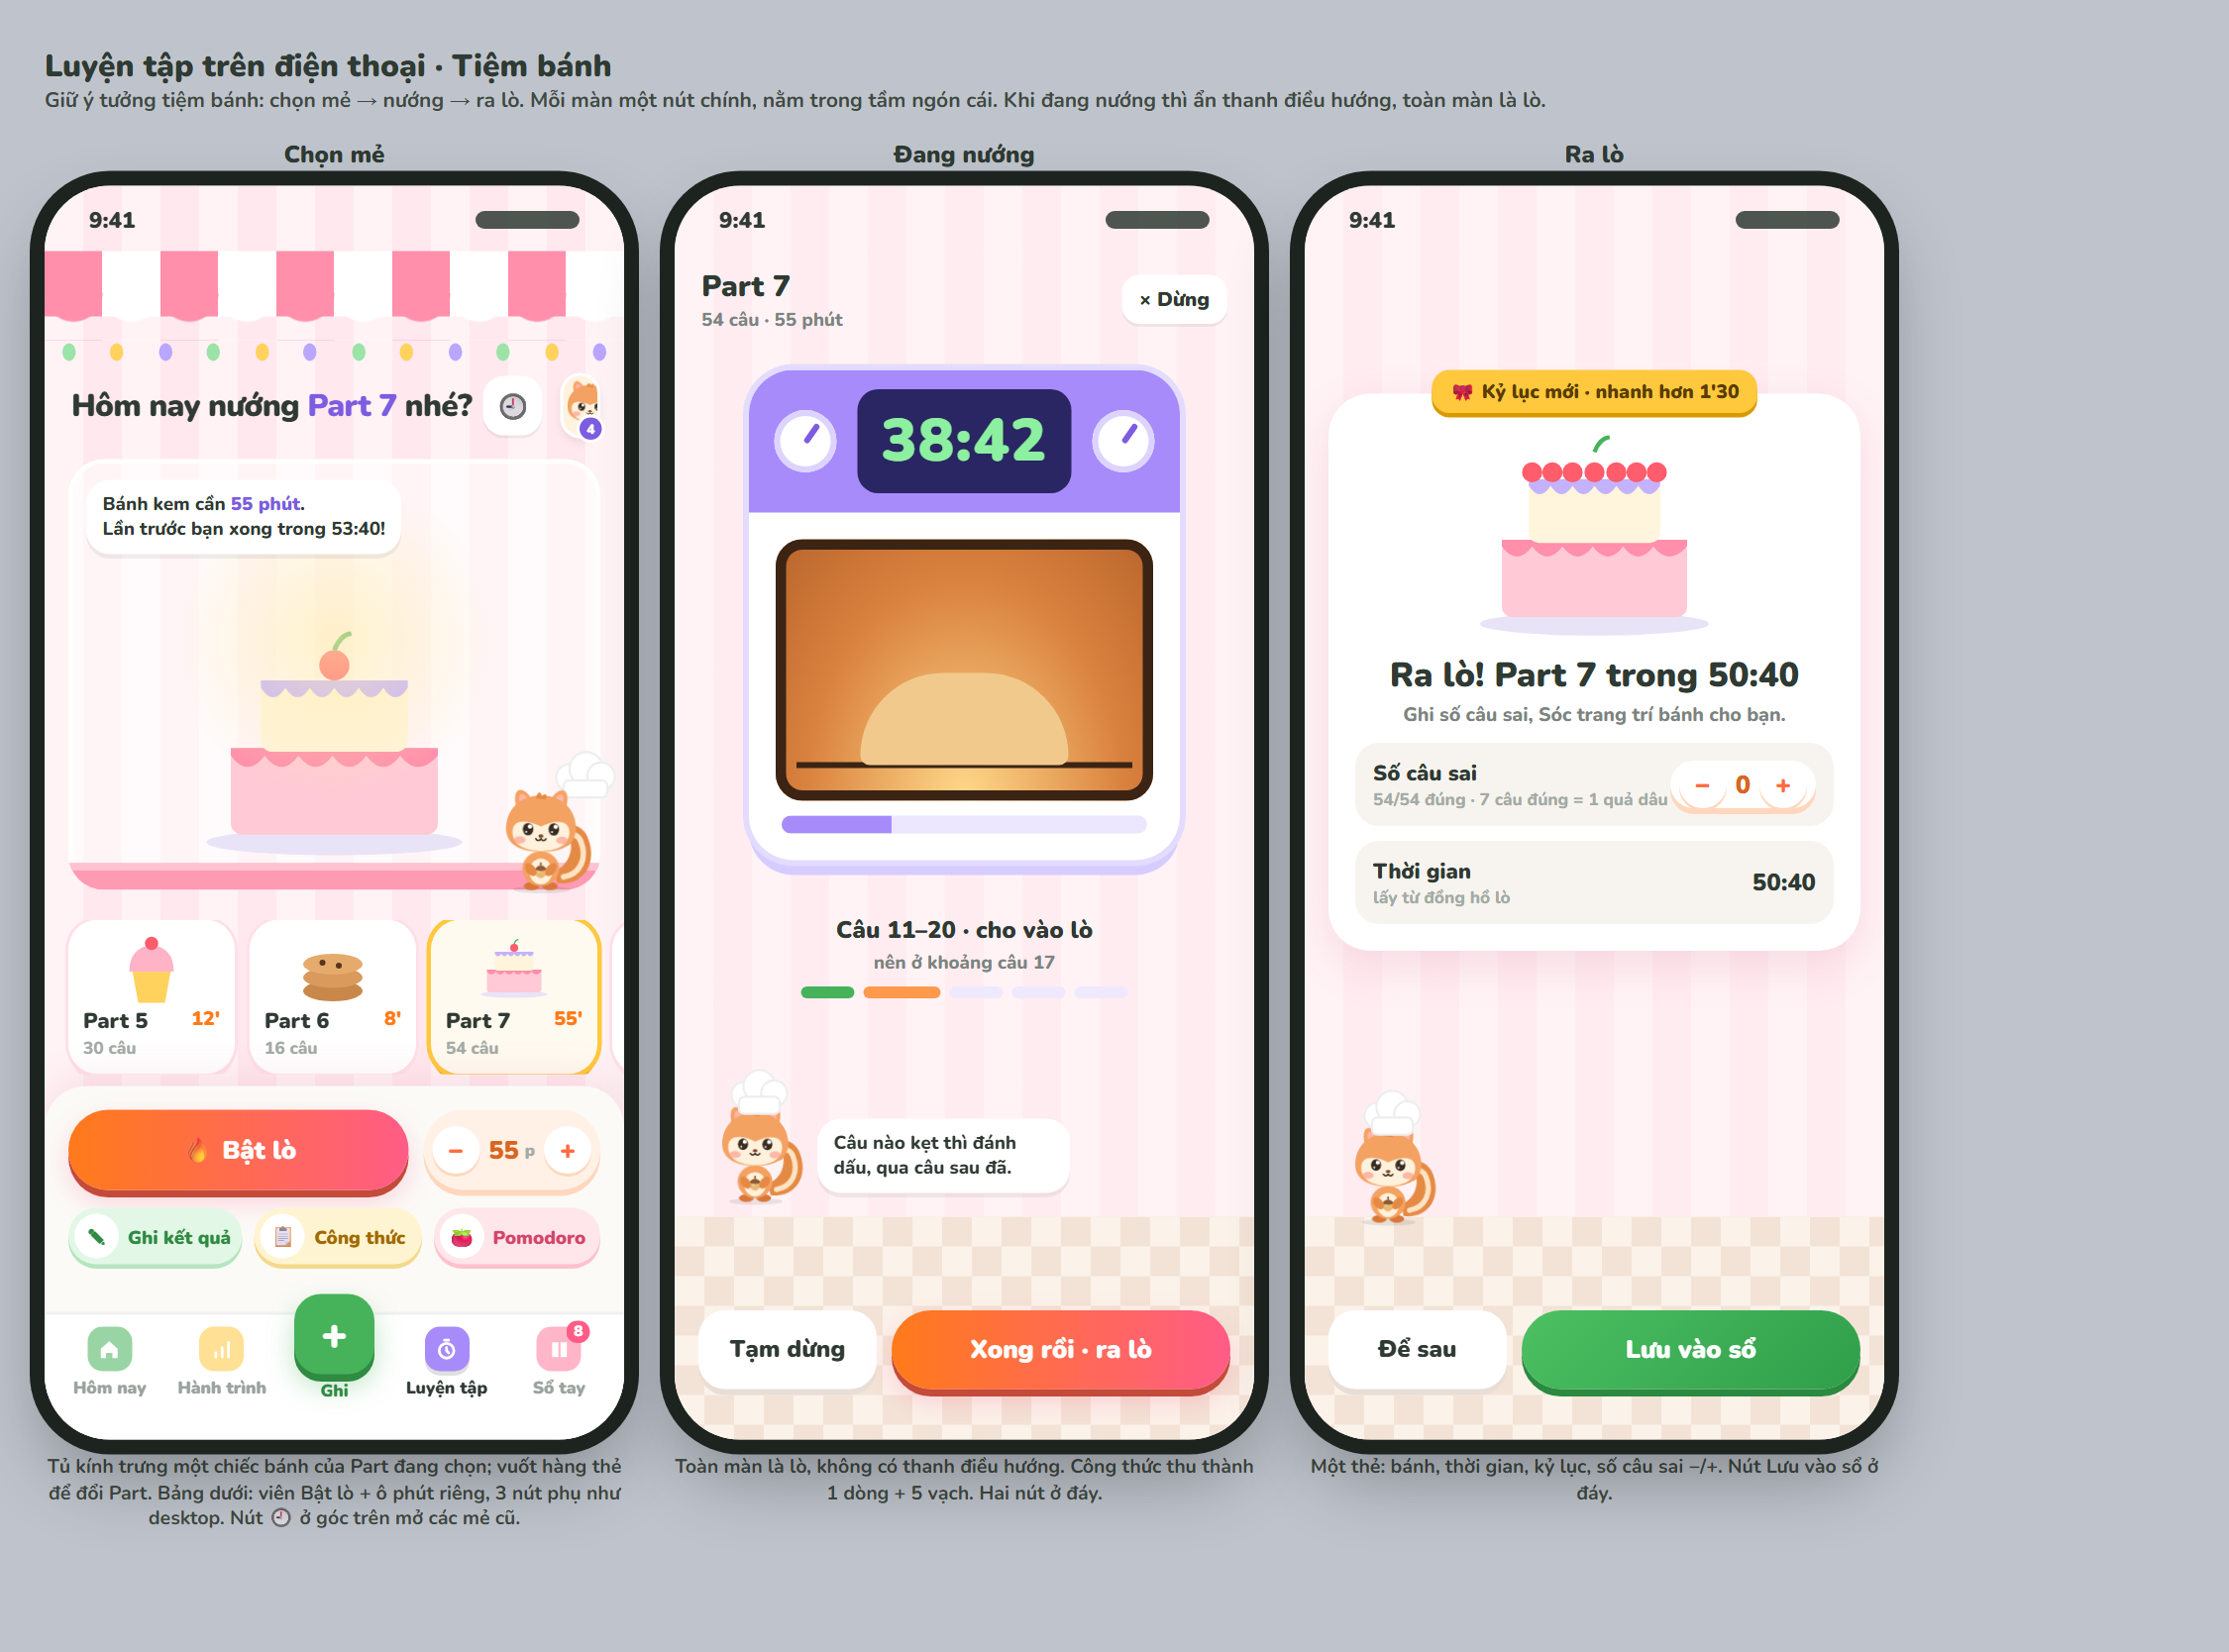 Luyện tập trên điện thoại · Tiệm bánh
Giữ ý tưởng tiệm bánh: chọn mẻ → nướng → ra lò. Mỗi màn một nút chính, nằm trong tầm ngón cái. Khi đang nướng thì ẩn thanh điều hướng, toàn màn là lò.
Chọn mẻ
9:41
Hôm nay nướng Part 7 nhé?
4
Bánh kem cần 55 phút.
Lần trước bạn xong trong 53:40!
Part 5 12'
30 câu
Part 6 8'
16 câu
Part 7 55'
54 câu
Bật lò
− 55 p +
Ghi kết quả
Công thức
Pomodoro
Hôm nay
Hành trình
+
Ghi
Luyện tập
8
Sổ tay
Tủ kính trưng một chiếc bánh của Part đang chọn; vuốt hàng thẻ
để đổi Part. Bảng dưới: viên Bật lò + ô phút riêng, 3 nút phụ như
desktop. Nút 🕘 ở góc trên mở các mẻ cũ.
Đang nướng
9:41
Part 7
54 câu · 55 phút
× Dừng
38:42
Câu 11–20 · cho vào lò
nên ở khoảng câu 17
Câu nào kẹt thì đánh
dấu, qua câu sau đã.
Tạm dừng
Xong rồi · ra lò
Toàn màn là lò, không có thanh điều hướng. Công thức thu thành
1 dòng + 5 vạch. Hai nút ở đáy.
Ra lò
9:41
Kỷ lục mới · nhanh hơn 1'30
Ra lò! Part 7 trong 50:40
Ghi số câu sai, Sóc trang trí bánh cho bạn.
Số câu sai
54/54 đúng · 7 câu đúng = 1 quả dâu
− 0 +
Thời gian
lấy từ đồng hồ lò
50:40
Để sau
Lưu vào sổ
Một thẻ: bánh, thời gian, kỷ lục, số câu sai −/+. Nút Lưu vào sổ ở
đáy.